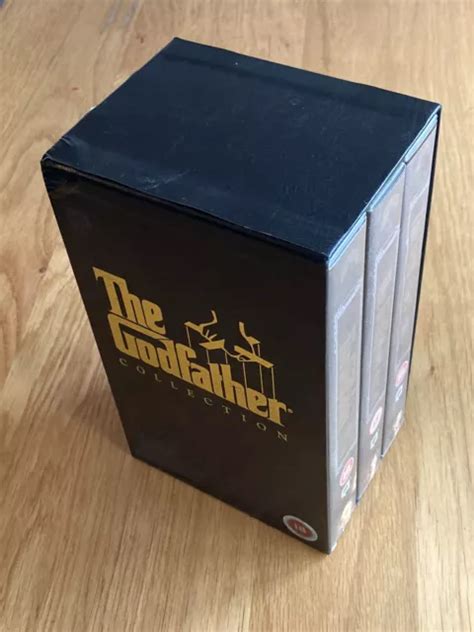 The
Godfather
COLLECTION
18